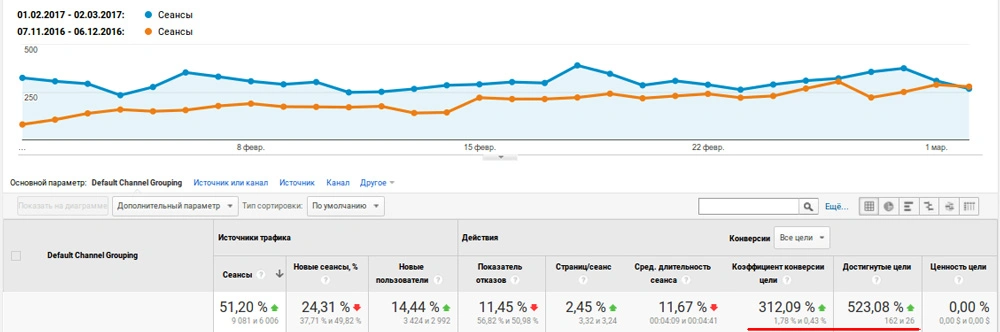 01.02.2017 - 02.03.2017: Сеансы
07.11.2016 - 06.12.2016: Сеансы
500
250
... 8 февр. 15 февр. 22 февр. 1 мар.
Основной параметр: Default Channel Grouping Источник или канал Источник Канал Другое
Показать на диаграмме Дополнительный параметр Тип сортировки: По умолчанию Ещё...
Default Channel Grouping
Источники трафика Действия Конверсии Все цели
Сеансы ? Новые сеансы, % ? Новые пользователи ? Показатель отказов ? Страниц/сеанс ? Сред. длительность сеанса ? Коэффициент конверсии цели ? Достигнутые цели ? Ценность цели ?
51,20 % 24,31 % 14,44 % 11,45 % 2,45 % 11,67 % 312,09 % 523,08 % 0,00 %
9 081 и 6 006 37,71 % и 49,82 % 3 424 и 2 992 56,82 % и 50,98 % 3,32 и 3,24 00:04:09 и 00:04:41 1,78 % и 0,43 % 162 и 26 0,00 $ и 0,00 $